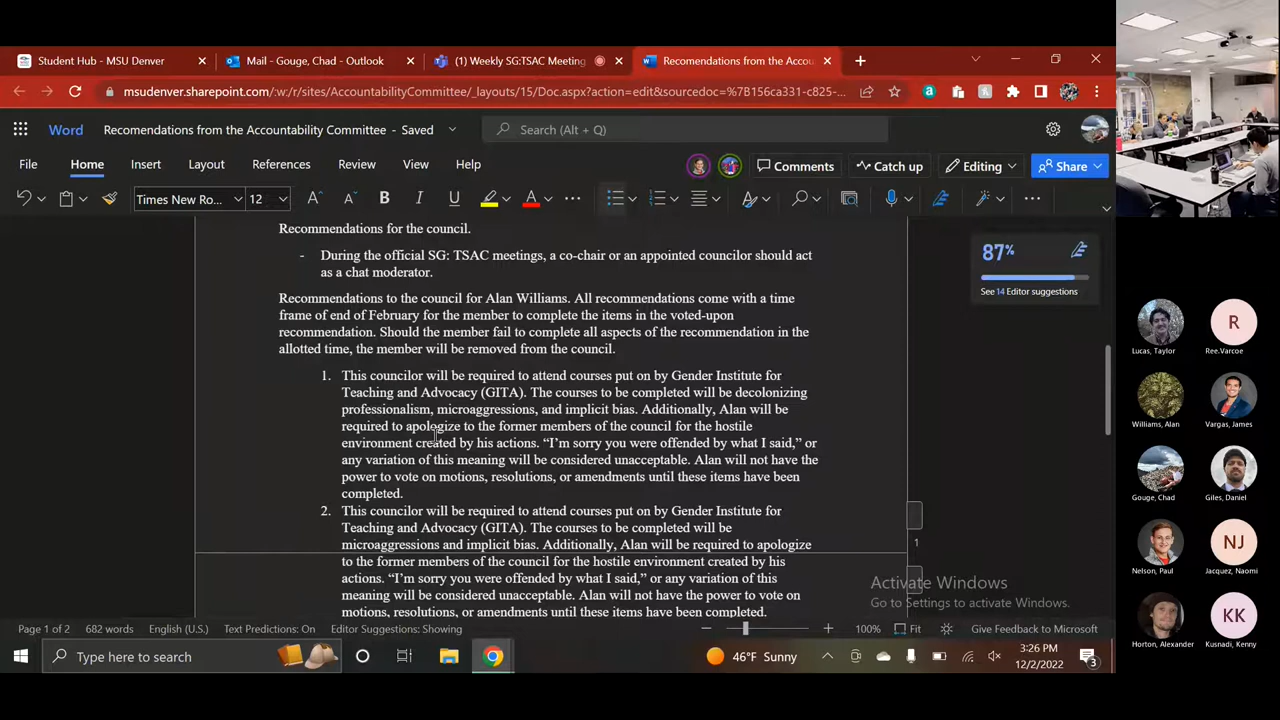 Student Hub - MSU Denver
Mail - Gouge, Chad - Outlook
(1) Weekly SG:TSAC Meeting
Recomendations from the Accou
msudenver.sharepoint.com/:w:/r/sites/AccountabilityCommittee/_layouts/15/Doc.aspx?action=edit&sourcedoc=%7B156ca331-c825-...
Word Recomendations from the Accountability Committee - Saved Search (Alt + Q)
File Home Insert Layout References Review View Help Comments Catch up Editing Share
Times New Ro... 12 B I U A
Recommendations for the council.
- During the official SG: TSAC meetings, a co-chair or an appointed councilor should act
as a chat moderator.
87%
See 14 Editor suggestions
Recommendations to the council for Alan Williams. All recommendations come with a time
frame of end of February for the member to complete the items in the voted-upon
recommendation. Should the member fail to complete all aspects of the recommendation in the
allotted time, the member will be removed from the council.
1. This councilor will be required to attend courses put on by Gender Institute for
Teaching and Advocacy (GITA). The courses to be completed will be decolonizing
professionalism, microaggressions, and implicit bias. Additionally, Alan will be
required to apologize to the former members of the council for the hostile
environment created by his actions. “I’m sorry you were offended by what I said,” or
any variation of this meaning will be considered unacceptable. Alan will not have the
power to vote on motions, resolutions, or amendments until these items have been
completed.
2. This councilor will be required to attend courses put on by Gender Institute for
Teaching and Advocacy (GITA). The courses to be completed will be
microaggressions and implicit bias. Additionally, Alan will be required to apologize
to the former members of the council for the hostile environment created by his
actions. “I’m sorry you were offended by what I said,” or any variation of this
meaning will be considered unacceptable. Alan will not have the power to vote on
motions, resolutions, or amendments until these items have been completed.
1
Activate Windows
Go to Settings to activate Windows.
Page 1 of 2 682 words English (U.S.) Text Predictions: On Editor Suggestions: Showing 100% Fit Give Feedback to Microsoft
Type here to search
46°F Sunny
3:26 PM
12/2/2022
3
Lucas, Taylor
R
Ree.Varcoe
Williams, Alan
Vargas, James
Gouge, Chad
Giles, Daniel
Nelson, Paul
NJ
Jacquez, Naomi
Horton, Alexander
KK
Kusnadi, Kenny